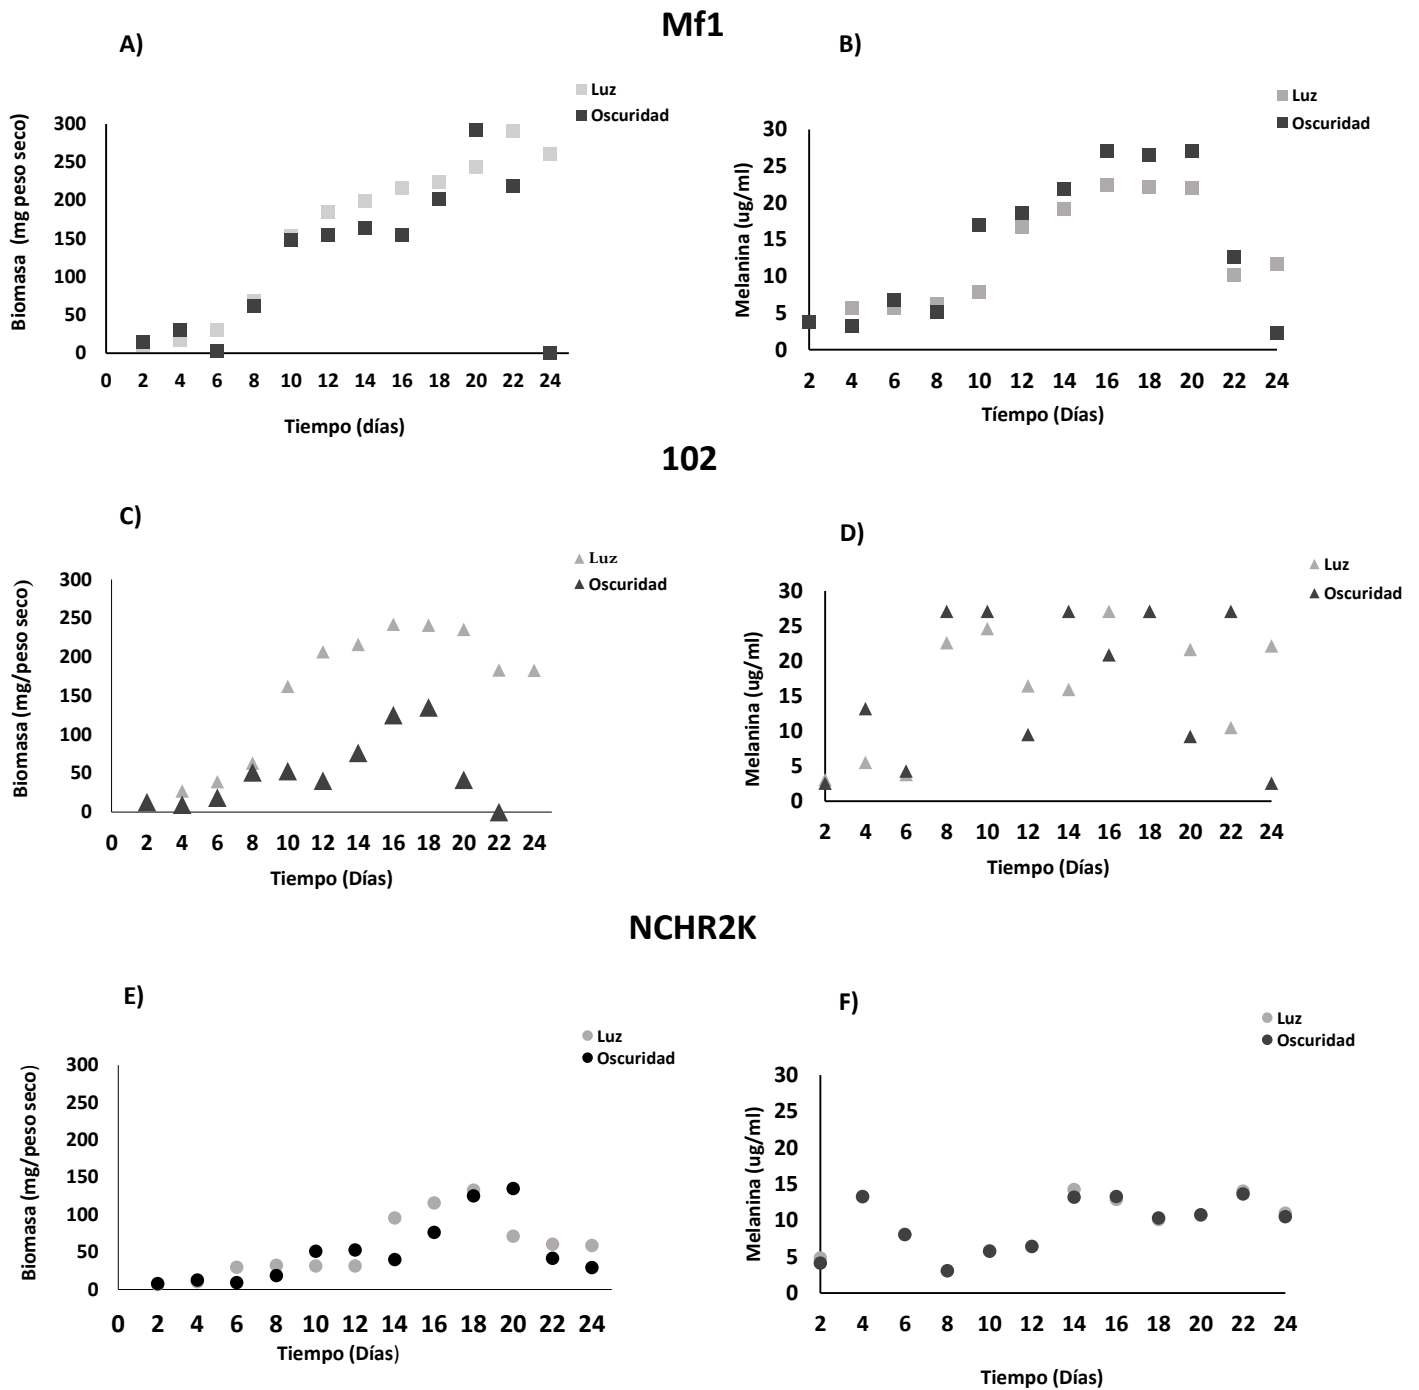 Mf1
A)
Luz
Oscuridad
Biomasa (mg peso seco)
300
250
200
150
100
50
0
0 2 4 6 8 10 12 14 16 18 20 22 24
Tiempo (días)
B)
Luz
Oscuridad
Melanina (ug/ml)
30
25
20
15
10
5
0
2 4 6 8 10 12 14 16 18 20 22 24
Tíempo (Días)
102
C)
Luz
Oscuridad
Biomasa (mg/peso seco)
300
250
200
150
100
50
0
0 2 4 6 8 10 12 14 16 18 20 22 24
Tiempo (Días)
D)
Luz
Oscuridad
Melanina (ug/ml)
30
25
20
15
10
5
0
2 4 6 8 10 12 14 16 18 20 22 24
Tiempo (Días)
NCHR2K
E)
Luz
Oscuridad
Biomasa (mg/peso seco)
300
250
200
150
100
50
0
0 2 4 6 8 10 12 14 16 18 20 22 24
Tiempo (Días)
F)
Luz
Oscuridad
Melanina (ug/ml)
30
25
20
15
10
5
0
2 4 6 8 10 12 14 16 18 20 22 24
Tiempo (Días)